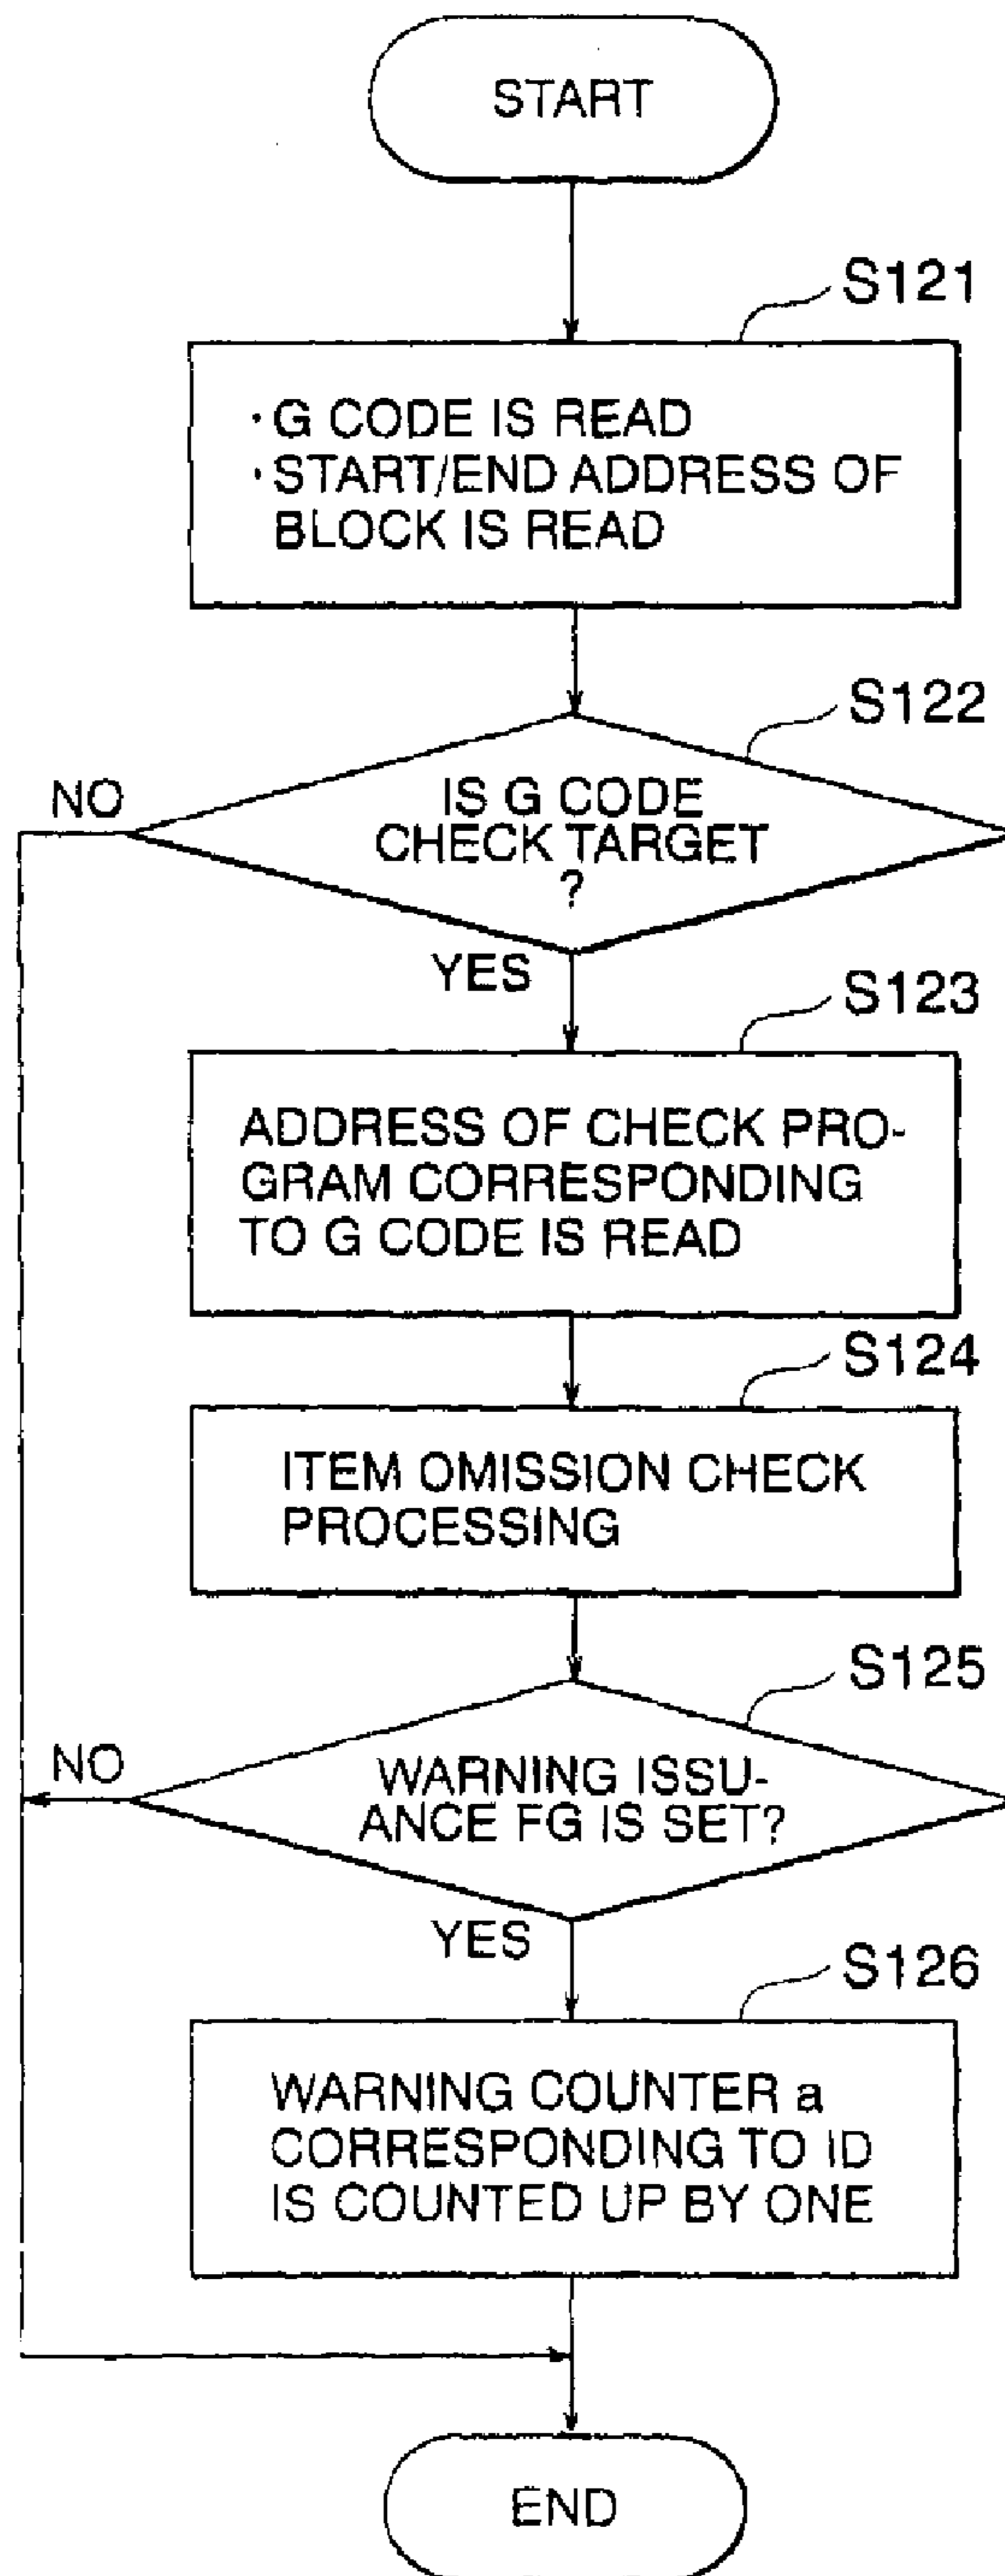 START
S121
·G CODE IS READ
·START/END ADDRESS OF
BLOCK IS READ
S122
NO
IS G CODE
CHECK TARGET
?
YES
S123
ADDRESS OF CHECK PRO-
GRAM CORRESPONDING
TO G CODE IS READ
S124
ITEM OMISSION CHECK
PROCESSING
S125
NO
WARNING ISSU-
ANCE FG IS SET?
YES
S126
WARNING COUNTER a
CORRESPONDING TO ID
IS COUNTED UP BY ONE
END